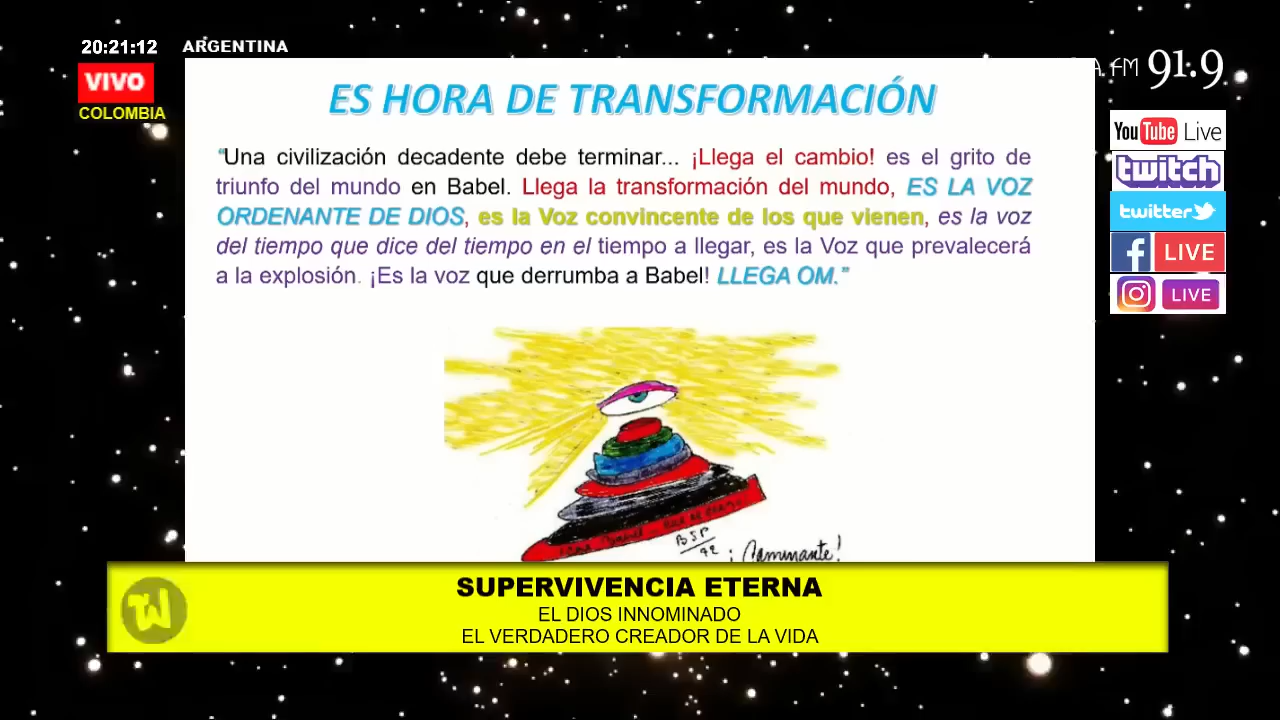 20:21:12 ARGENTINA
VIVO
COLOMBIA
A FM 91.9
YouTube Live
twitch
twitter
f LIVE
LIVE
ES HORA DE TRANSFORMACIÓN
“Una civilización decadente debe terminar... ¡Llega el cambio! es el grito de
triunfo del mundo en Babel. Llega la transformación del mundo, ES LA VOZ
ORDENANTE DE DIOS, es la Voz convincente de los que vienen, es la voz
del tiempo que dice del tiempo en el tiempo a llegar, es la Voz que prevalecerá
a la explosión. ¡Es la voz que derrumba a Babel! LLEGA OM.”
BSP
42
¡Caminante!
TW
SUPERVIVENCIA ETERNA
EL DIOS INNOMINADO
EL VERDADERO CREADOR DE LA VIDA